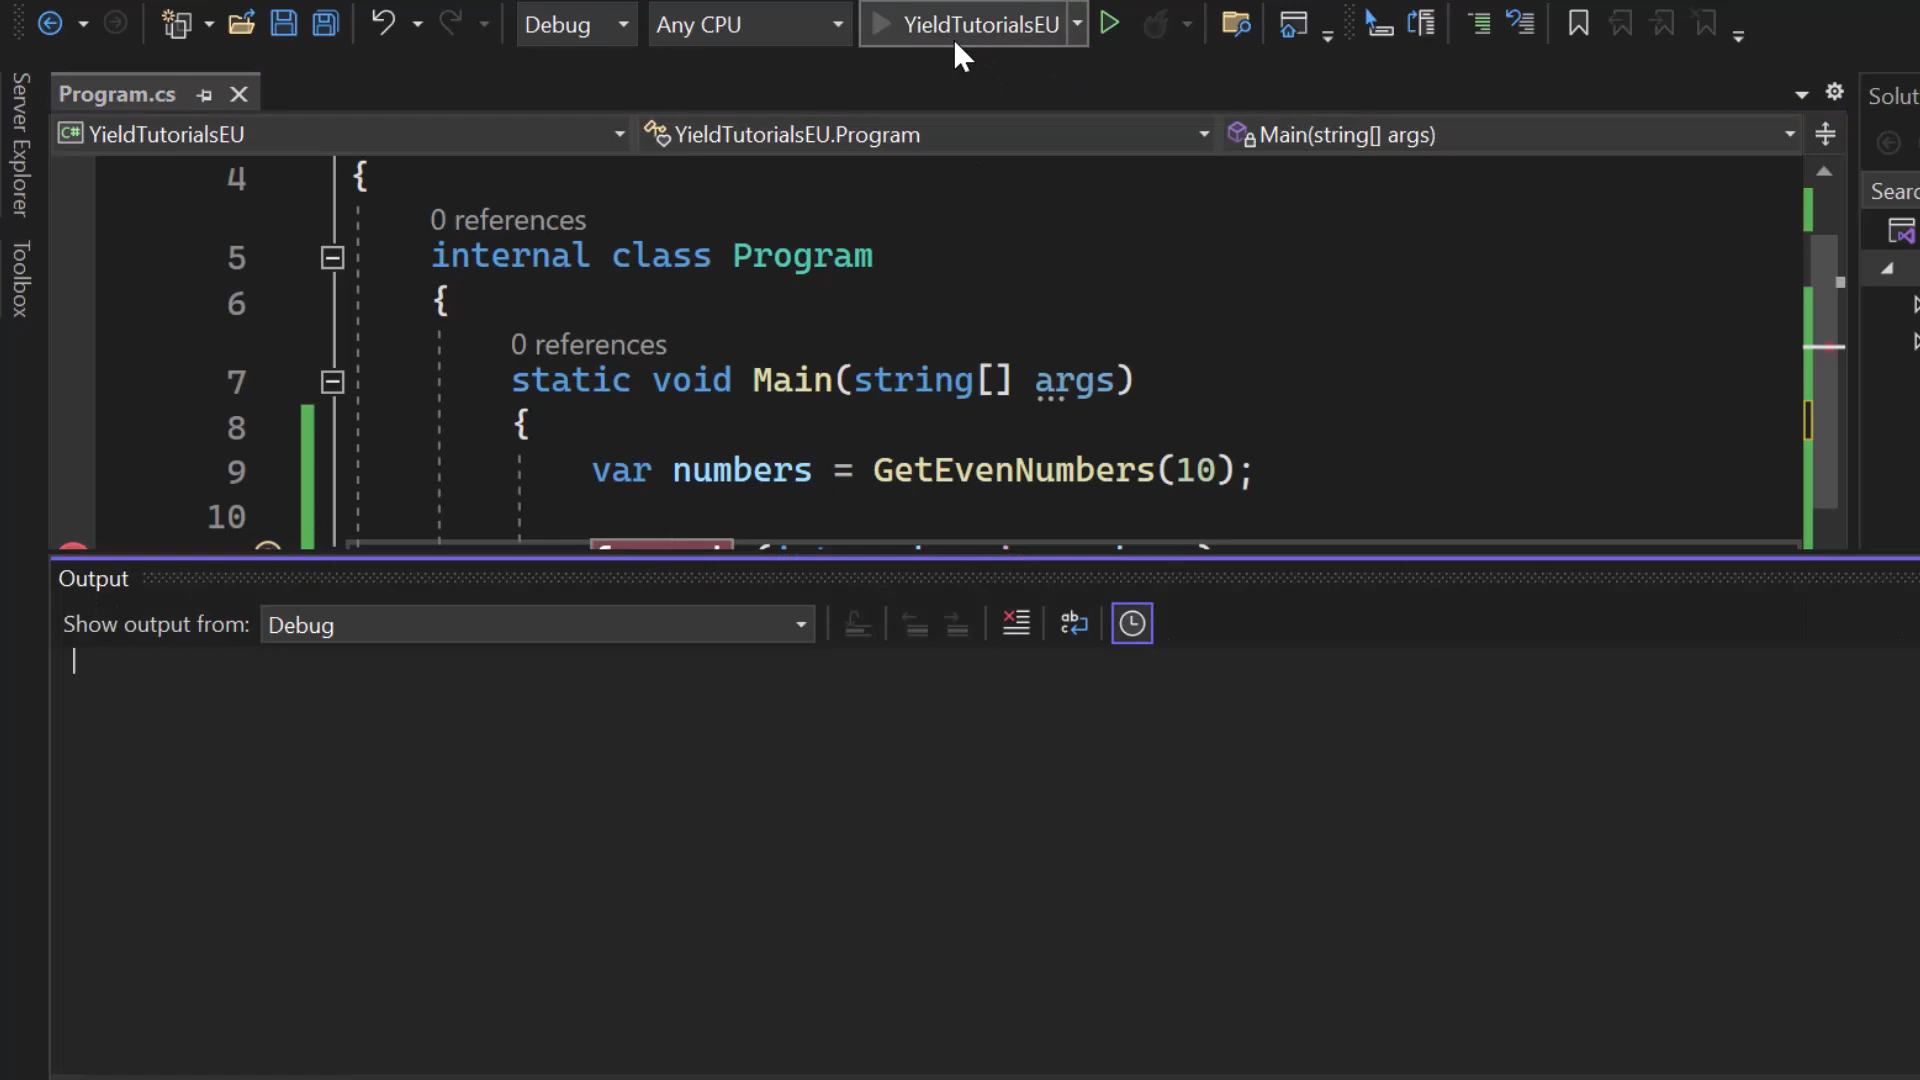 Debug
Any CPU
YieldTutorialsEU
Server Explorer
Toolbox
Program.cs
Solut
C# YieldTutorialsEU
YieldTutorialsEU.Program
Main(string[] args)
Searc
4 {
0 references
5 internal class Program
6 {
0 references
7 static void Main(string[] args)
8 {
9 var numbers = GetEvenNumbers(10);
10
Output
Show output from: Debug